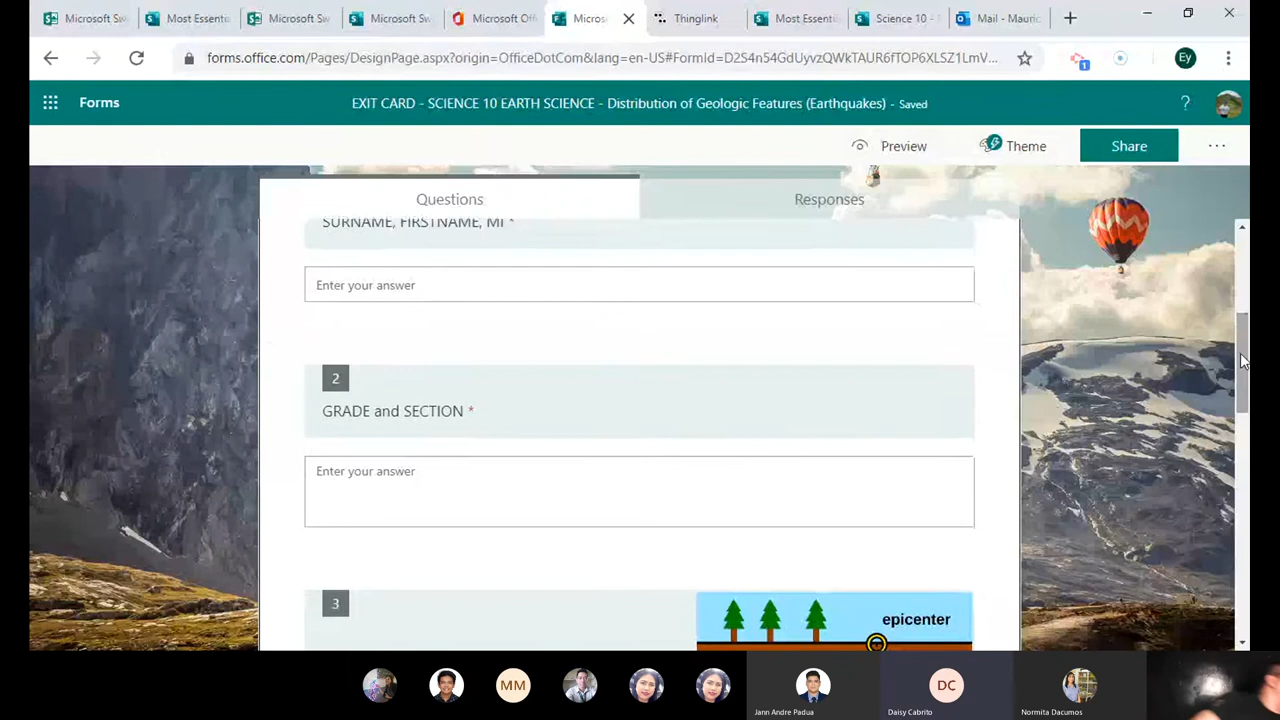 Most Essenti
Microsoft Sw
Microsoft Sw
Microsoft Off
Micros
Thinglink
Most Essenti
Science 10 -
Mail - Mauric
forms.office.com/Pages/DesignPage.aspx?origin=OfficeDotCom&lang=en-US#FormId=D2S4n54GdUyvzQWkTAUR6fTOP6XLSZ1LmV...
1
Ey
Forms
EXIT CARD - SCIENCE 10 EARTH SCIENCE - Distribution of Geologic Features (Earthquakes) - Saved
?
Preview
Theme
Share
Questions
Responses
SURNAME, FIRSTNAME, MI *
Enter your answer
2
GRADE and SECTION *
Enter your answer
3
epicenter
MM
DC
Jann Andre Padua
Daisy Cabrito
Normita Dacumos